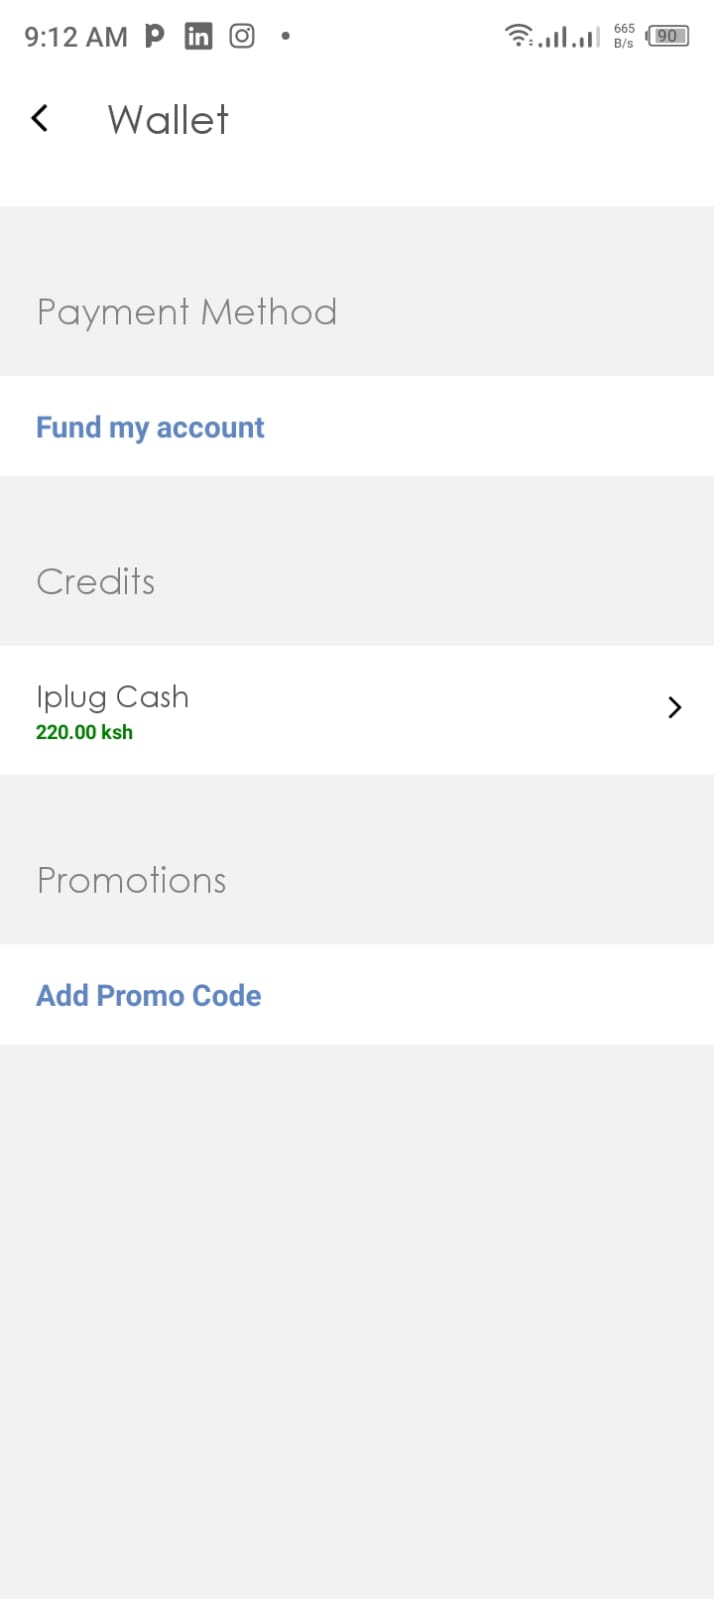 9:12 AM
665
B/s
90
Wallet
Payment Method
Fund my account
Credits
Iplug Cash
220.00 ksh
Promotions
Add Promo Code